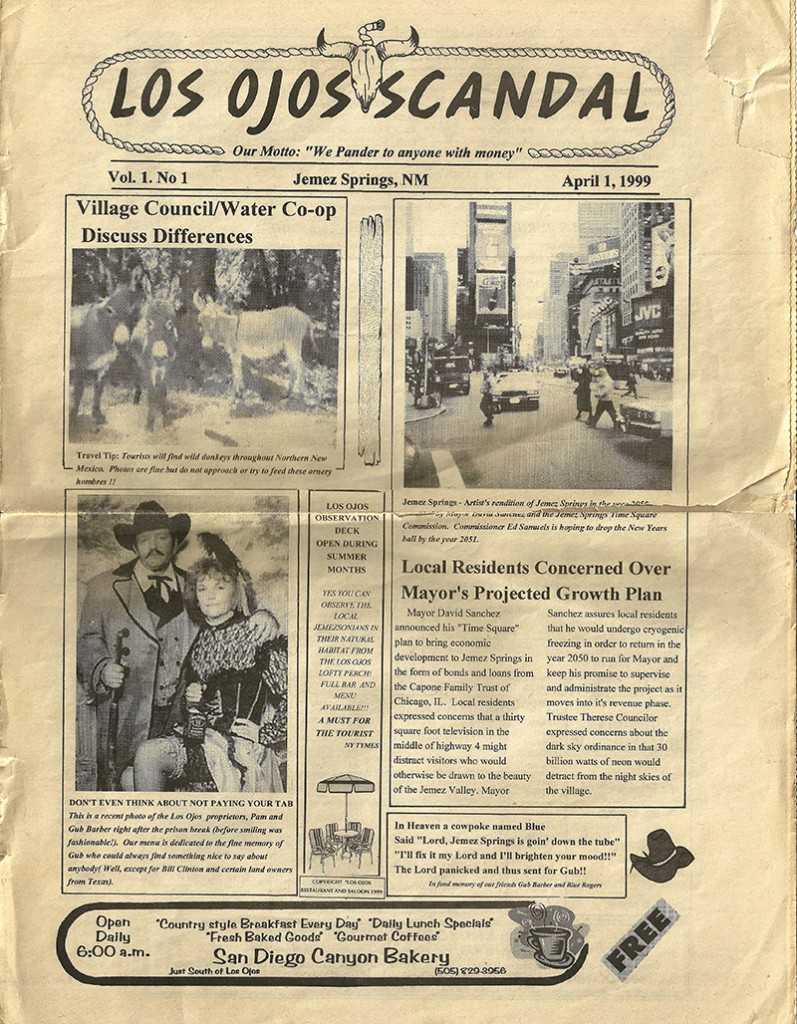 LOS OJOS SCANDAL
Our Motto: "We Pander to anyone with money"
Vol. 1. No 1 Jemez Springs, NM April 1, 1999
Village Council/Water Co-op
Discuss Differences
Travel Tip: Tourists will find wild donkeys throughout Northern New
Mexico. Photos are fine but do not approach or try to feed these ornery
hombres !!
JVC
Jemez Springs - Artist's rendition of Jemez Springs in the year 2050
by Mayor David Sanchez and the Jemez Springs Time Square
Commission. Commissioner Ed Samuels is hoping to drop the New Years
ball by the year 2051.
Local Residents Concerned Over
Mayor's Projected Growth Plan
Mayor David Sanchez
announced his "Time Square"
plan to bring economic
development to Jemez Springs in
the form of bonds and loans from
the Capone Family Trust of
Chicago, IL. Local residents
expressed concerns that a thirty
square foot television in the
middle of highway 4 might
distract visitors who would
otherwise be drawn to the beauty
of the Jemez Valley. Mayor
Sanchez assures local residents
that he would undergo cryogenic
freezing in order to return in the
year 2050 to run for Mayor and
keep his promise to supervise
and administrate the project as it
moves into it's revenue phase.
Trustee Therese Councilor
expressed concerns about the
dark sky ordinance in that 30
billion watts of neon would
detract from the night skies of
the village.
DON'T EVEN THINK ABOUT NOT PAYING YOUR TAB
This is a recent photo of the Los Ojos proprietors, Pam and
Gub Barber right after the prison break (before smiling was
fashionable!). Our menu is dedicated to the fine memory of
Gub who could always find something nice to say about
anybody( Well, except for Bill Clinton and certain land owners
from Texas).
LOS OJOS
OBSERVATION
DECK
OPEN DURING
SUMMER
MONTHS
YES YOU CAN
OBSERVE THE
LOCAL
JEMEZSONIANS IN
THEIR NATURAL
HABITAT FROM
THE LOS OJOS
LOFTY PERCH!
FULL BAR AND
MENU
AVAILABLE!!!
A MUST FOR
THE TOURIST
NY TYMES
COPYRIGHT "LOS OJOS
RESTAURANT AND SALOON 1999
In Heaven a cowpoke named Blue
Said "Lord, Jemez Springs is goin' down the tube"
"I'll fix it my Lord and I'll brighten your mood!!"
The Lord panicked and thus sent for Gub!!
In fond memory of our friends Gub Barber and Blue Rogers
Open
Daily
6:00 a.m.
"Country style Breakfast Every Day" "Daily Lunch Specials"
"Fresh Baked Goods" "Gourmet Coffees"
San Diego Canyon Bakery
Just South of Los Ojos (505) 829-3956
FREE